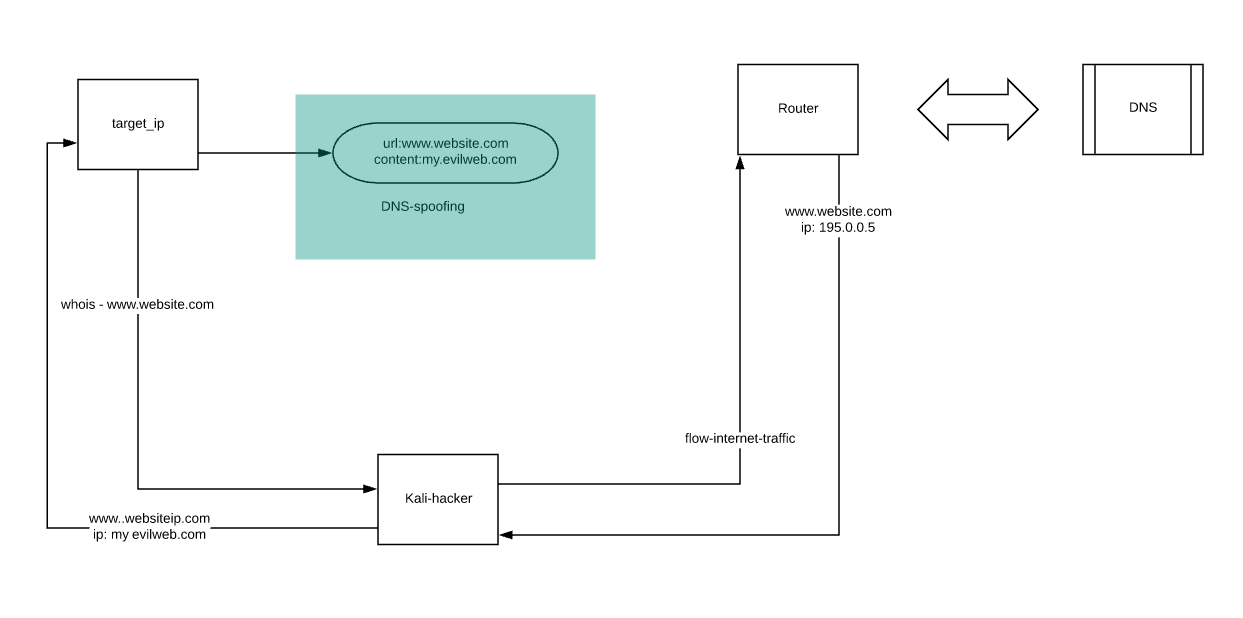 target_ip
url:www.website.com
content:my.evilweb.com
DNS-spoofing
Router
DNS
www.website.com
ip: 195.0.0.5
whois - www.website.com
flow-internet-traffic
Kali-hacker
www..websiteip.com
ip: my evilweb.com